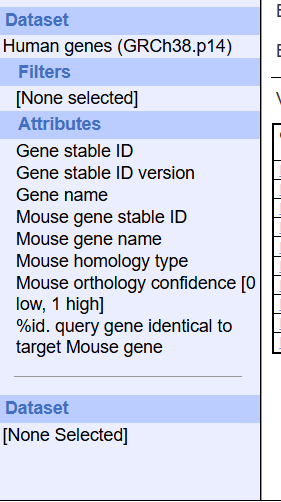 Dataset
Human genes (GRCh38.p14)
Filters
[None selected]
Attributes
Gene stable ID
Gene stable ID version
Gene name
Mouse gene stable ID
Mouse gene name
Mouse homology type
Mouse orthology confidence [0
low, 1 high]
%id. query gene identical to
target Mouse gene
Dataset
[None Selected]